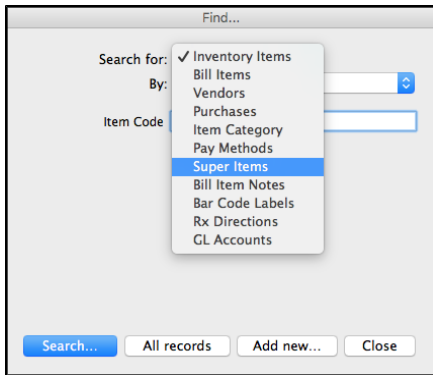 Find...
Search for: ✓ Inventory Items
Bill Items
By: Vendors
Purchases
Item Code Item Category
Pay Methods
Super Items
Bill Item Notes
Bar Code Labels
Rx Directions
GL Accounts
Search... All records Add new... Close